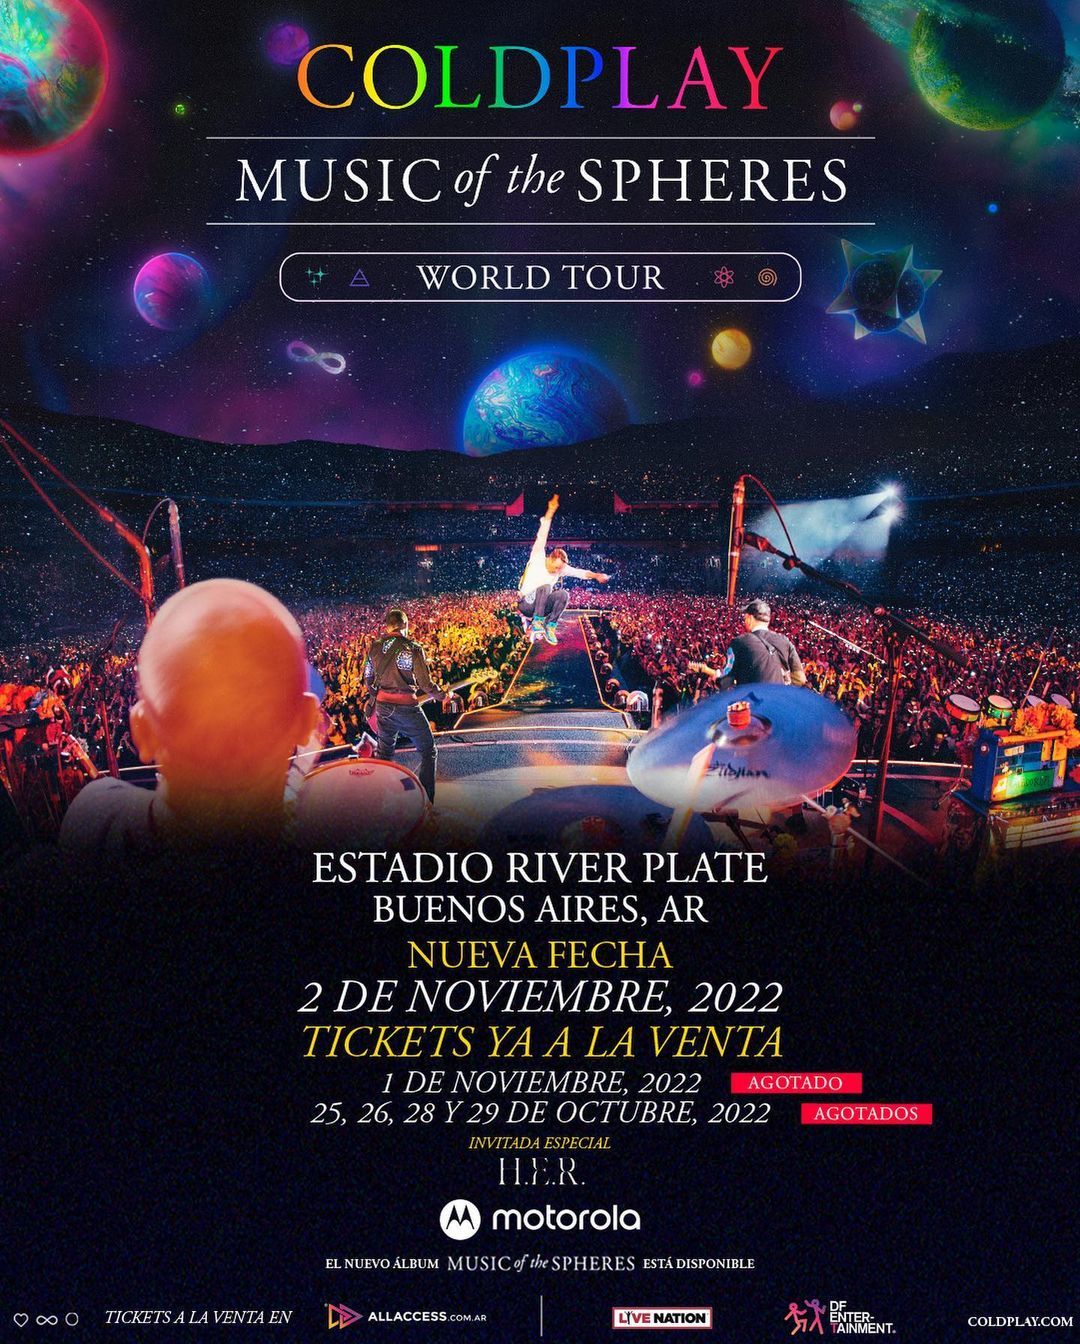 COLDPLAY
MUSIC of the SPHERES
WORLD TOUR
Zildjian
ESTADIO RIVER PLATE
BUENOS AIRES, AR
NUEVA FECHA
2 DE NOVIEMBRE, 2022
TICKETS YA A LA VENTA
1 DE NOVIEMBRE, 2022 AGOTADO
25, 26, 28 Y 29 DE OCTUBRE, 2022 AGOTADOS
INVITADA ESPECIAL
H.E.R.
motorola
EL NUEVO ÁLBUM MUSIC of the SPHERES ESTÁ DISPONIBLE
TICKETS A LA VENTA EN ALLACCESS.COM.AR LIVE NATION DF ENTER-TAINMENT. COLDPLAY.COM